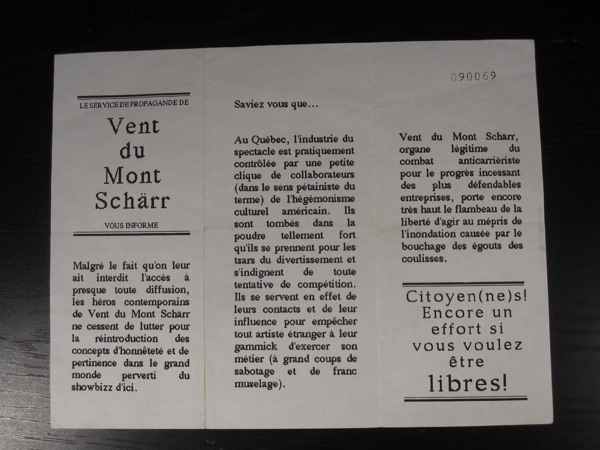 LE SERVICE DE PROPAGANDE DE
Vent
du
Mont
Schärr
VOUS INFORME
Malgré le fait qu'on leur
ait interdit l'accès à
presque toute diffusion,
les héros contemporains
de Vent du Mont Schärr
ne cessent de lutter pour
la réintroduction des
concepts d'honnêteté et de
pertinence dans le grand
monde perverti du
showbizz d'ici.
Saviez vous que...
Au Québec, l'industrie du
spectacle est pratiquement
contrôlée par une petite
clique de collaborateurs
(dans le sens pétainiste du
terme) de l'hégémonisme
culturel américain. Ils
sont tombés dans la
poudre tellement fort
qu'ils se prennent pour les
tsars du divertissement et
s'indignent de toute
tentative de compétition.
Ils se servent en effet de
leurs contacts et de leur
influence pour empêcher
tout artiste étranger à leur
gammick d'exercer son
métier (à grand coups de
sabotage et de franc
muselage).
090069
Vent du Mont Schärr,
organe légitime du
combat anticarriériste
pour le progrès incessant
des plus défendables
entreprises, porte encore
très haut le flambeau de la
liberté d'agir au mépris de
l'inondation causée par le
bouchage des égouts des
coulisses.
Citoyen(ne)s!
Encore un
effort si
vous voulez
être
libres!